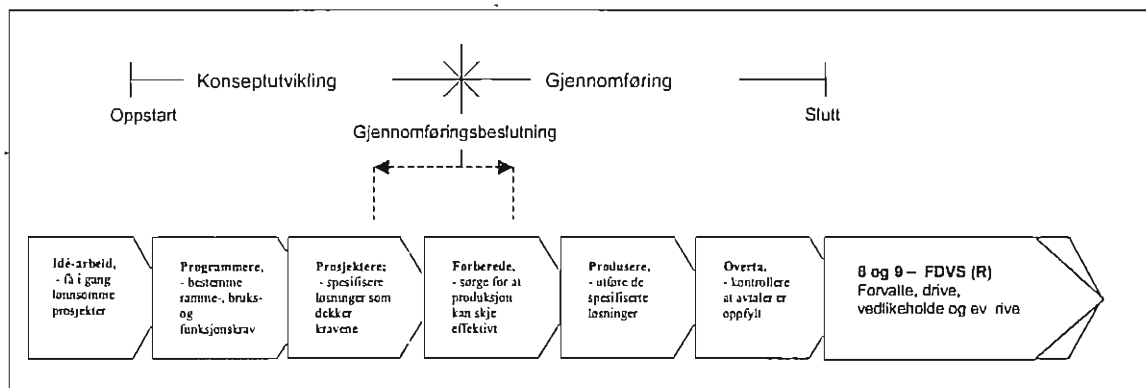 Konseptutvikling
Gjennomføring
Oppstart
Slutt
Gjennomføringsbeslutning
Idé-arbeid,
- få i gang
lønnsomme
prosjekter
Programmere,
- bestemme
ramme-, bruks-
og
funksjonskrav
Prosjektere;
- spesifisere
løsninger som
dekker
kravene
Forberede,
- sørge for at
produksjon
kan skje
effektivt
Produsere,
- utføre de
spesifiserte
løsninger
Overta,
- kontrollere
at avtaler er
oppfylt
8 og 9 – FDVS (R)
Forvalle, drive,
vedlikeholde og ev rive